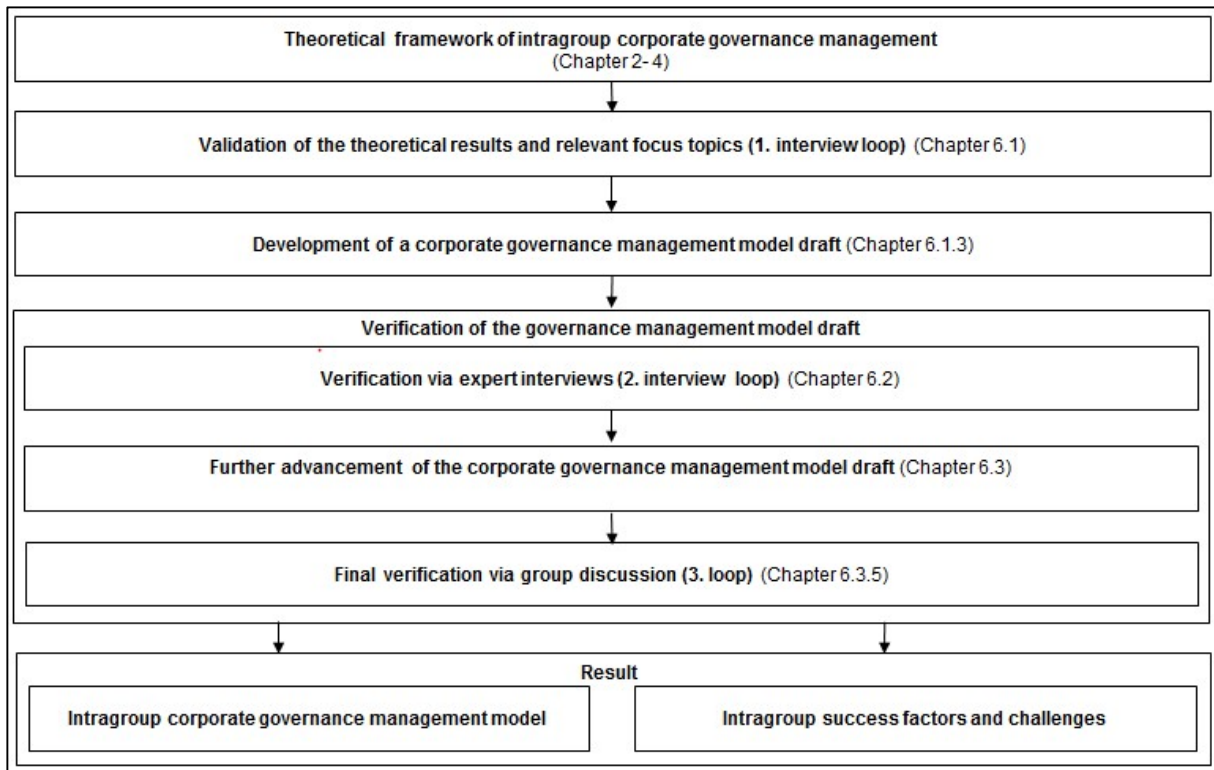 Theoretical framework of intragroup corporate governance management
(Chapter 2- 4)
Validation of the theoretical results and relevant focus topics (1. interview loop) (Chapter 6.1)
Development of a corporate governance management model draft (Chapter 6.1.3)
Verification of the governance management model draft
Verification via expert interviews (2. interview loop) (Chapter 6.2)
Further advancement of the corporate governance management model draft (Chapter 6.3)
Final verification via group discussion (3. loop) (Chapter 6.3.5)
Result
Intragroup corporate governance management model
Intragroup success factors and challenges